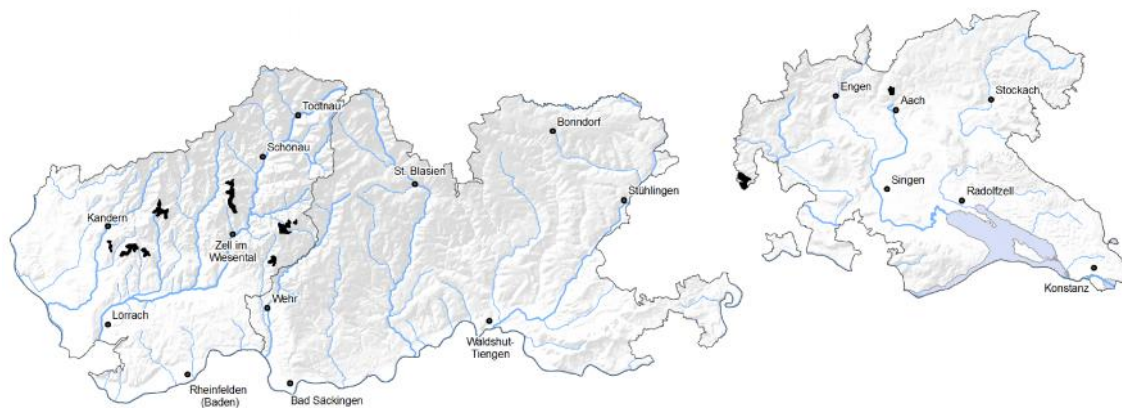 Todtnau
Bonndorf
Schönau
St. Blasien
Stühlingen
Kandern
Zell im
Wiesental
Wehr
Lörrach
Waldshut-
Tiengen
Rheinfelden
(Baden)
Bad Säckingen
Engen
Aach
Stockach
Singen
Radolfzell
Konstanz